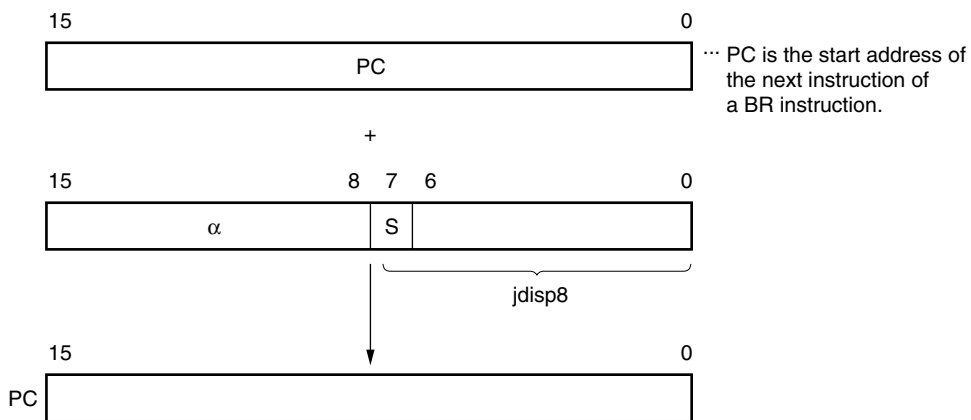 15 0
PC
... PC is the start address of
the next instruction of
a BR instruction.
+
15 8 7 6 0
α S
jdisp8
15 0
PC